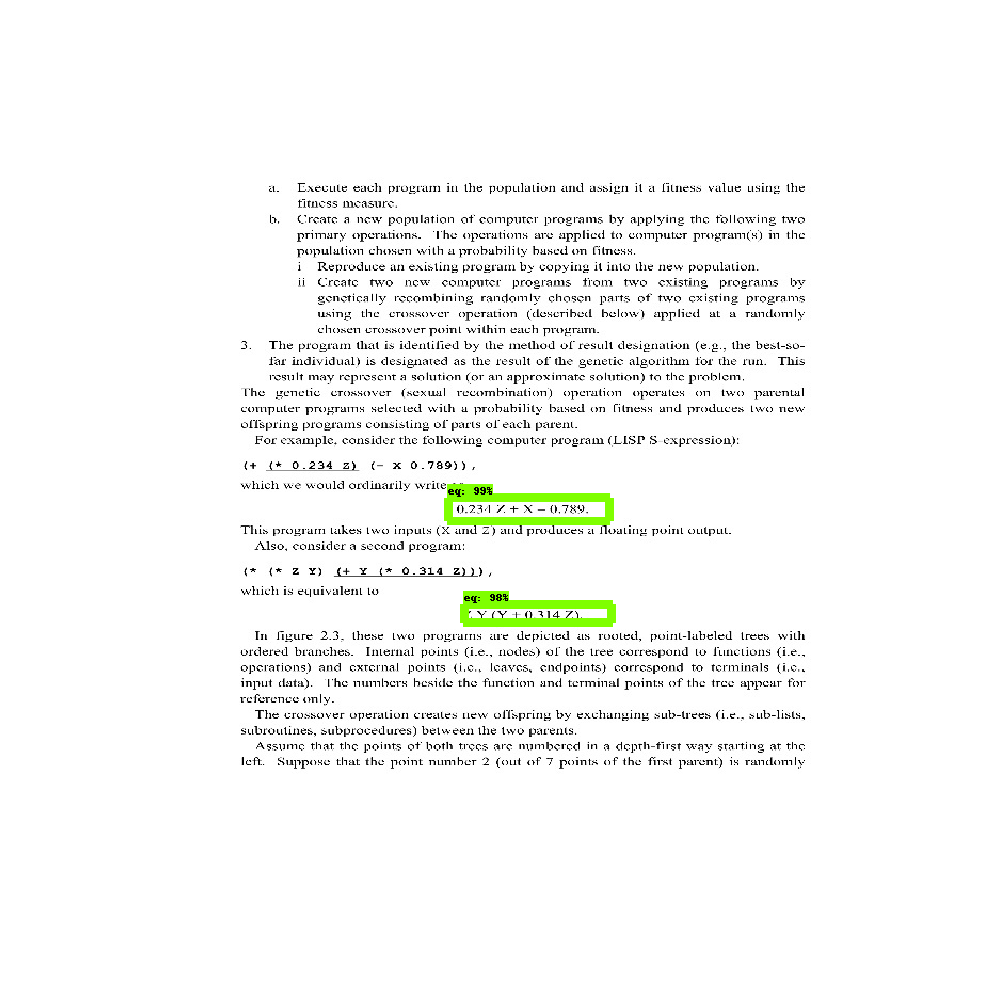 a. Execute each program in the population and assign it a fitness value using the
fitness measure.
b. Create a new population of computer programs by applying the following two
primary operations. The operations are applied to computer program(s) in the
population chosen with a probability based on fitness.
i Reproduce an existing program by copying it into the new population.
ii Create two new computer programs from two existing programs by
genetically recombining randomly chosen parts of two existing programs
using the crossover operation (described below) applied at a randomly
chosen crossover point within each program.
3. The program that is identified by the method of result designation (e.g., the best-so-
far individual) is designated as the result of the genetic algorithm for the run. This
result may represent a solution (or an approximate solution) to the problem.
The genetic crossover (sexual recombination) operation operates on two parental
computer programs selected with a probability based on fitness and produces two new
offspring programs consisting of parts of each parent.
For example, consider the following computer program (LISP S-expression):
(+ (* 0.234 Z) (- X 0.789)),
which we would ordinarily write
eq: 99%
0.234 Z + X – 0.789.
This program takes two inputs (X and Z) and produces a floating point output.
Also, consider a second program:
(* (* Z Y) (+ Y (* 0.314 Z))),
which is equivalent to
eq: 98%
Y (Y + 0.314 Z).
In figure 2.3, these two programs are depicted as rooted, point-labeled trees with
ordered branches. Internal points (i.e., nodes) of the tree correspond to functions (i.e.,
operations) and external points (i.e., leaves, endpoints) correspond to terminals (i.e.,
input data). The numbers beside the function and terminal points of the tree appear for
reference only.
The crossover operation creates new offspring by exchanging sub-trees (i.e., sub-lists,
subroutines, subprocedures) between the two parents.
Assume that the points of both trees are numbered in a depth-first way starting at the
left. Suppose that the point number 2 (out of 7 points of the first parent) is randomly